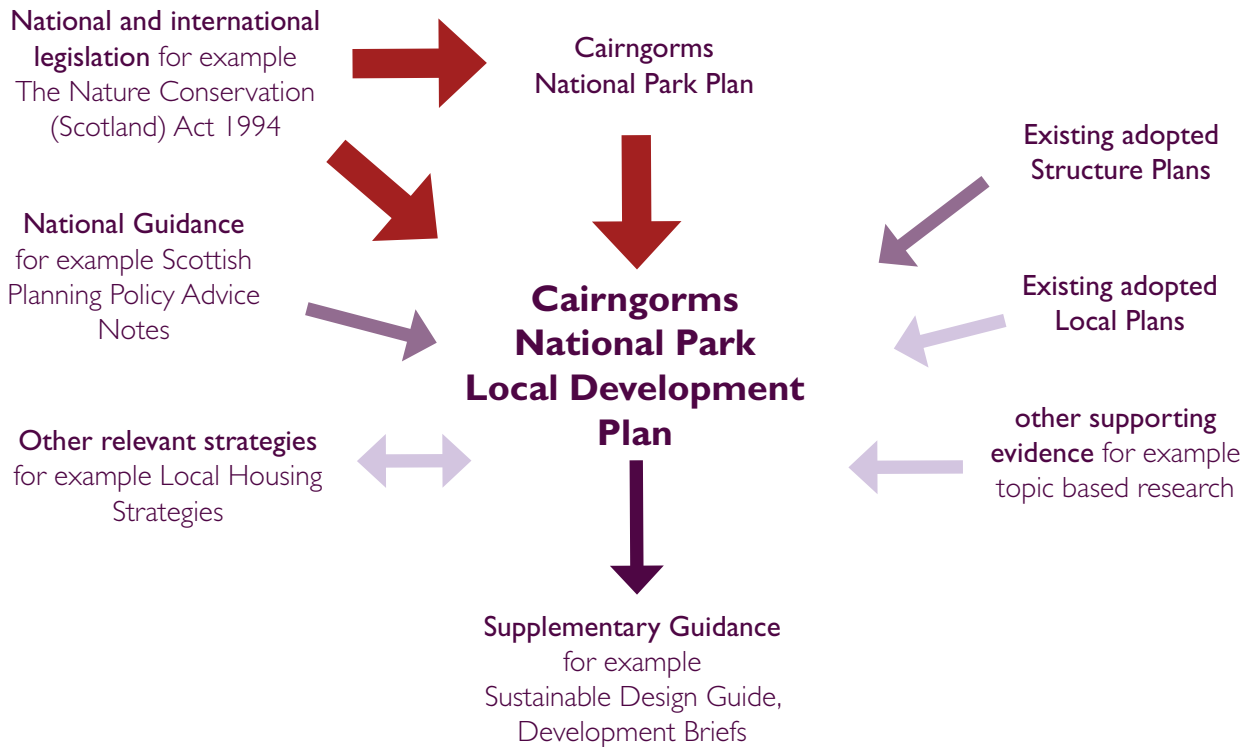 National and international
legislation for example
The Nature Conservation
(Scotland) Act 1994
Cairngorms
National Park Plan
Existing adopted
Structure Plans
National Guidance
for example Scottish
Planning Policy Advice
Notes
Existing adopted
Local Plans
Cairngorms
National Park
Local Development
Plan
Other relevant strategies
for example Local Housing
Strategies
other supporting
evidence for example
topic based research
Supplementary Guidance
for example
Sustainable Design Guide,
Development Briefs